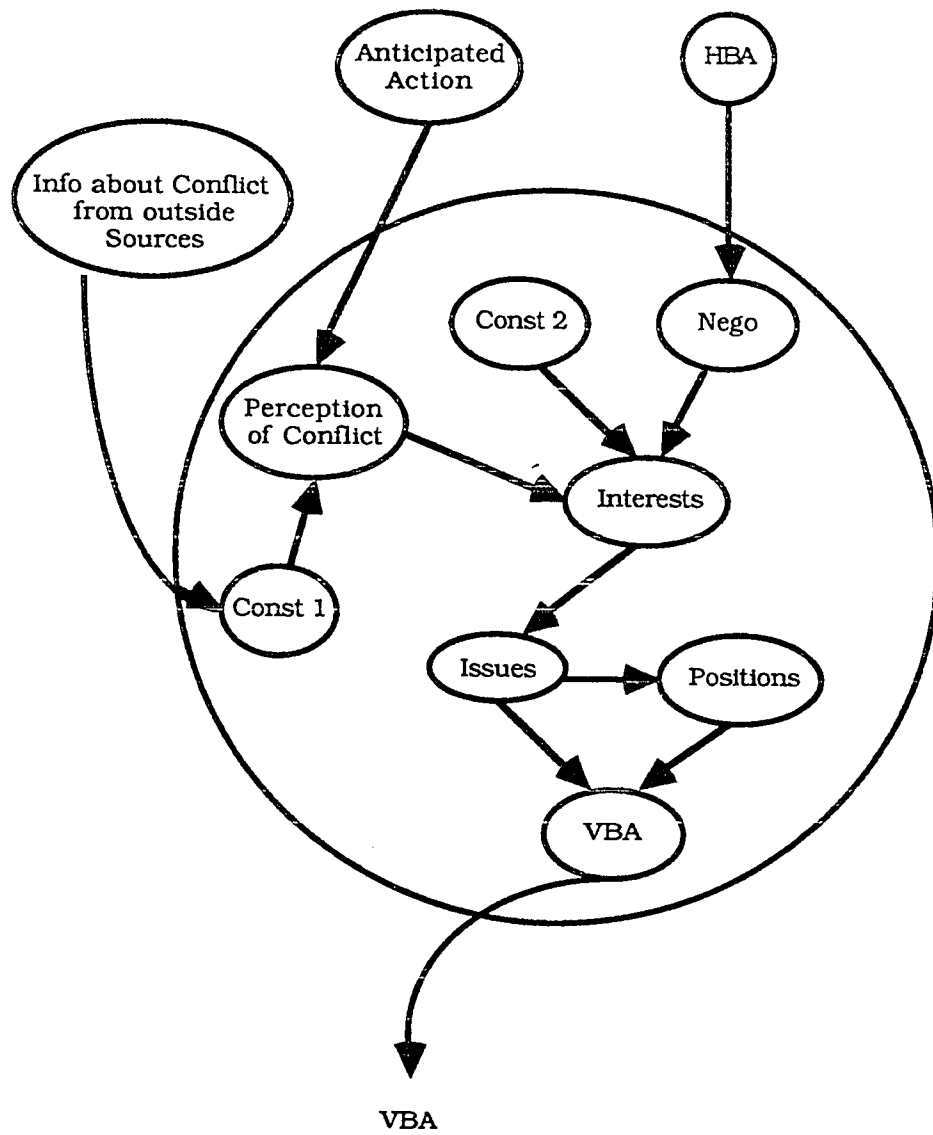 Anticipated
Action
HBA
Info about Conflict
from outside
Sources
Const 2
Nego
Perception
of Conflict
Interests
Const 1
Issues
Positions
VBA
VBA